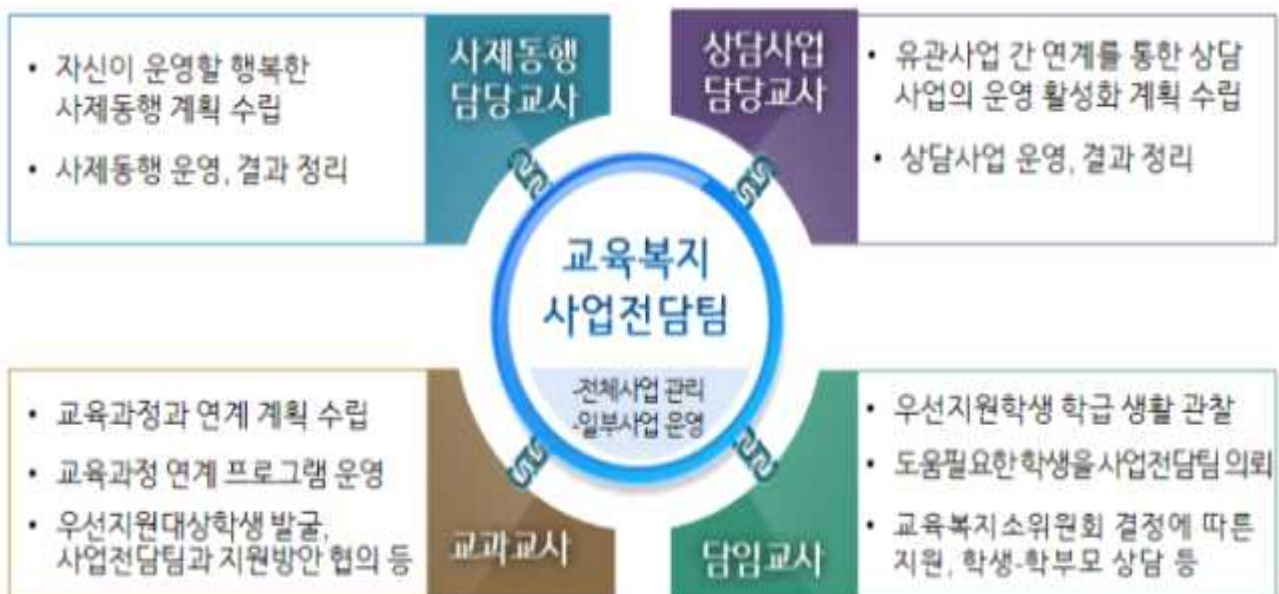 • 자신이 운영할 행복한
사제동행 계획 수립
• 사제동행 운영, 결과 정리
사제동행
담당교사
상담사업
담당교사
• 유관사업 간 연계를 통한 상담
사업의 운영 활성화 계획 수립
• 상담사업 운영, 결과 정리
교육복지
사업전담팀
-전체사업 관리
-일부사업 운영
• 교육과정과 연계 계획 수립
• 교육과정 연계 프로그램 운영
• 우선지원대상학생 발굴,
사업전담팀과 지원방안 협의 등
교과교사
담임교사
• 우선지원학생 학급 생활 관찰
• 도움필요한 학생을 사업전담팀 의뢰
• 교육복지소위원회 결정에 따른
지원, 학생-학부모 상담 등